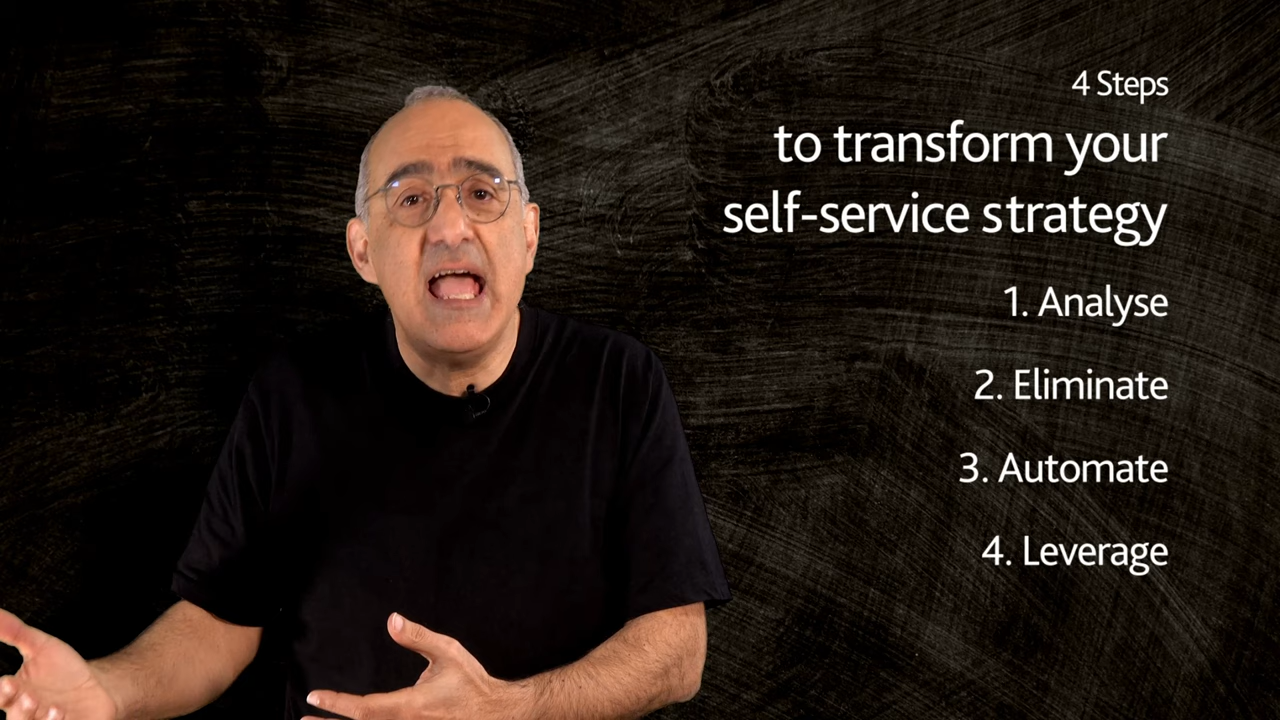 4 Steps
to transform your
self-service strategy
1. Analyse
2. Eliminate
3. Automate
4. Leverage